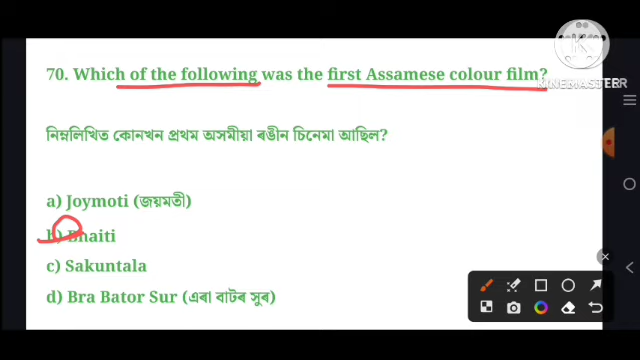 70. Which of the following was the first Assamese colour film?
KINEMASTER
নিম্নলিখিত কোনখন প্ৰথম অসমীয়া ৰঙীন চিনেমা আছিল?
a) Joymoti (জয়মতী)
b) Bhaiti
c) Sakuntala
d) Bra Bator Sur (এৰা বাটৰ সুৰ)